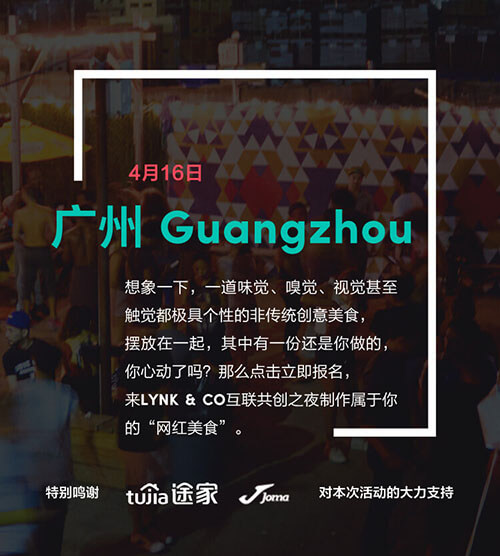 4月16日
广州 Guangzhou
想象一下，一道味觉、嗅觉、视觉甚至
触觉都极具个性的非传统创意美食，
摆放在一起，其中有一份还是你做的，
你心动了吗？那么点击立即报名，
来LYNK & CO互联共创之夜制作属于你
的“网红美食”。
特别鸣谢 tujia 途家 Joma 对本次活动的大力支持